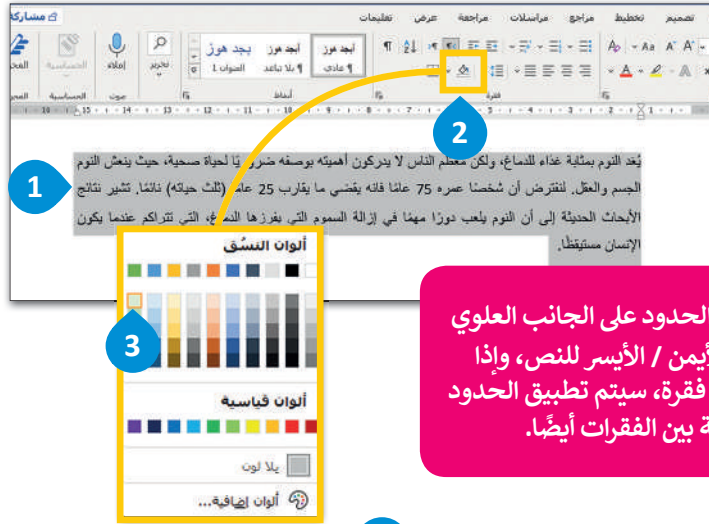 مشاركة
تصميم تخطيط مراجع مراسلات مراجعة عرض تعليمات
أبجد هوز أبجد هوز بجد هوز
¶ عادي ¶ بلا تباعد العنوان 1
تحرير إملاء الحساسية
فقرة أنماط صوت الحساسية
2
1
يُعد النوم بمثابة غذاء للدماغ، ولكن معظم الناس لا يدركون أهميته بوصفه ضروريًا لحياة صحية، حيث ينعش النوم
الجسم والعقل. لنفترض أن شخصًا عمره 75 عامًا فانه يقضي ما يقارب 25 عامًا (ثلث حياته) نائمًا. تشير نتائج
الأبحاث الحديثة إلى أن النوم يلعب دورًا مهمًا في إزالة السموم التي يفرزها الدماغ، التي تتراكم عندما يكون
الإنسان مستيقظًا.
ألوان النسُق
3
ألوان قياسية
بلا لون
ألوان إضافية...
الحدود على الجانب العلوي
الأيمن / الأيسر للنص، وإذا
فقرة، سيتم تطبيق الحدود
بين الفقرات أيضًا.